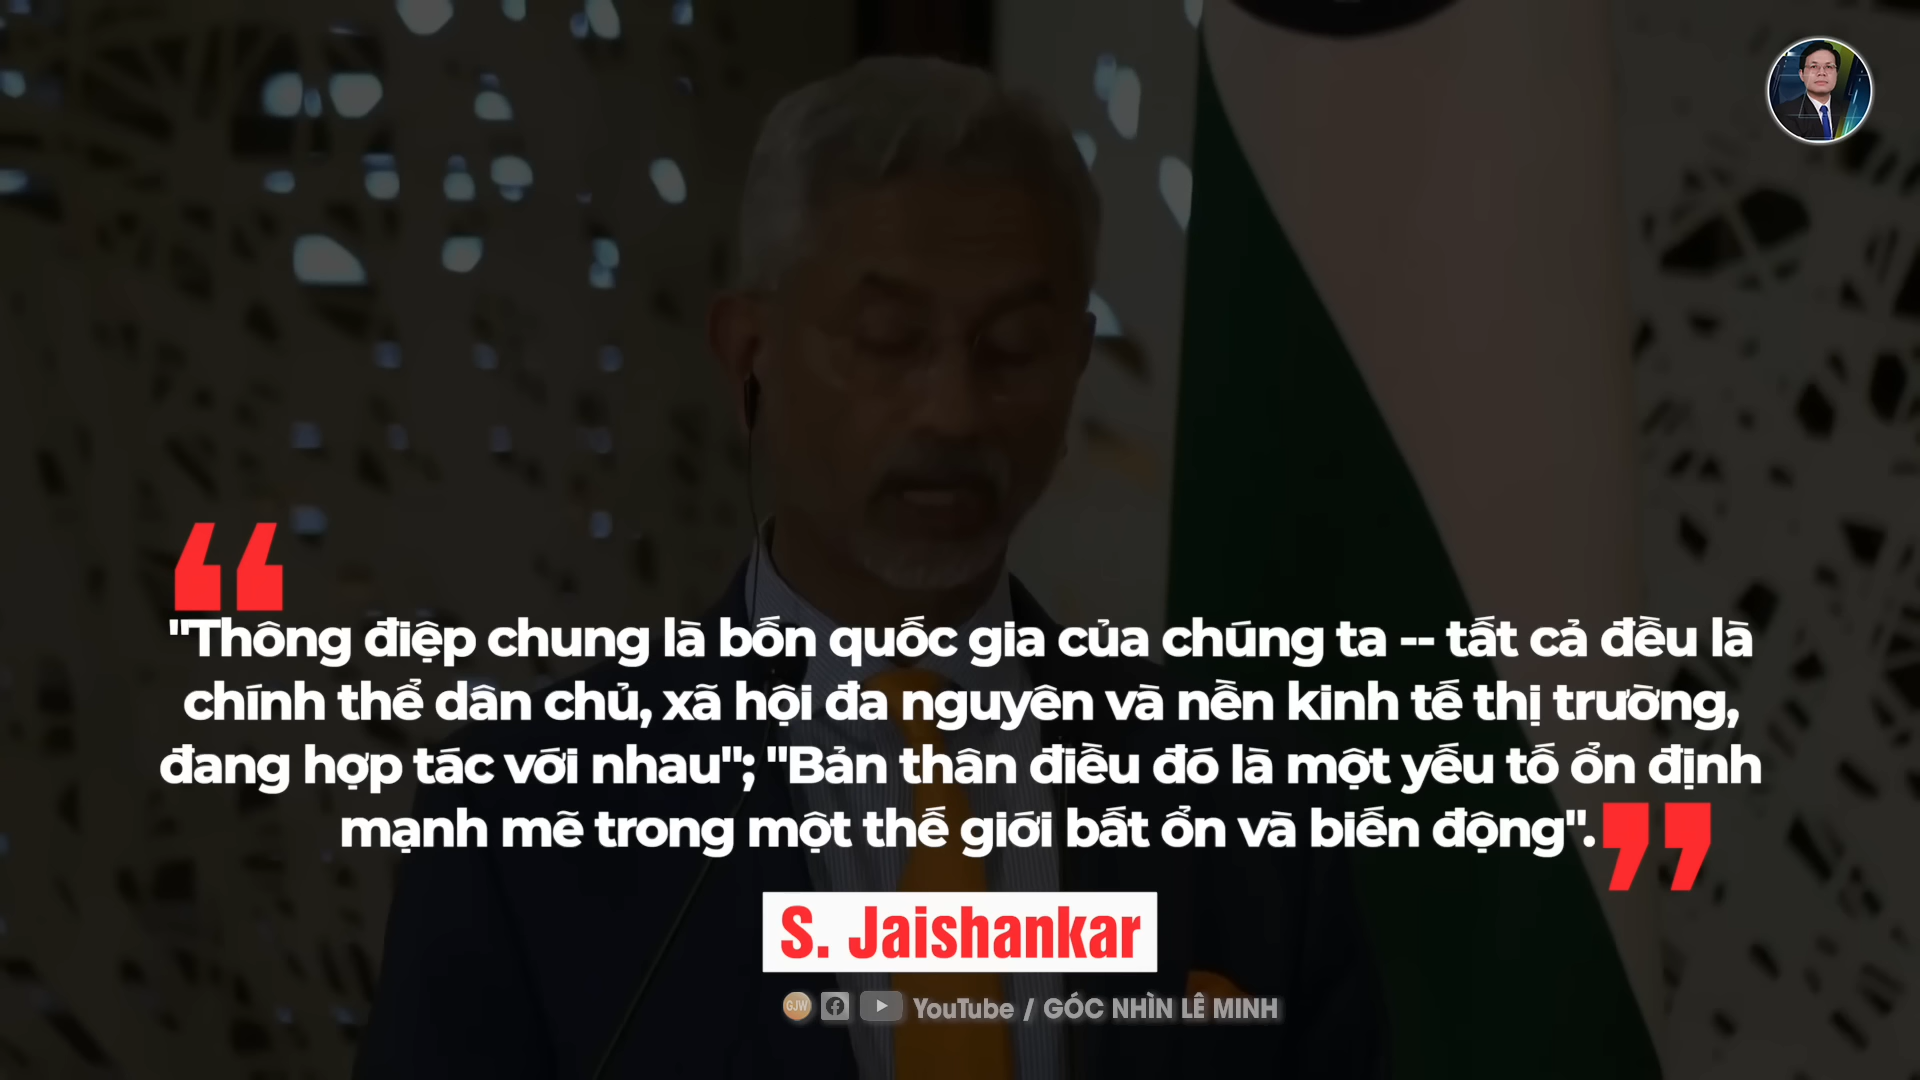 "Thông điệp chung là bốn quốc gia của chúng ta -- tất cả đều là
chính thể dân chủ, xã hội đa nguyên và nền kinh tế thị trường,
đang hợp tác với nhau"; "Bản thân điều đó là một yếu tố ổn định
mạnh mẽ trong một thế giới bất ổn và biến động".
S. Jaishankar
GJW YouTube / GÓC NHÌN LÊ MINH